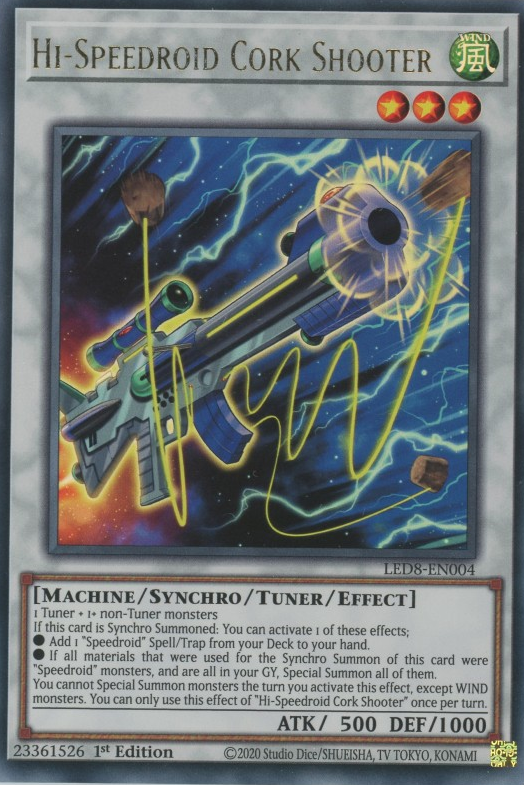 Hi-Speedroid Cork Shooter
WIND
風
LED8-EN004
[Machine/Synchro/Tuner/Effect]
1 Tuner + 1+ non-Tuner monsters
If this card is Synchro Summoned: You can activate 1 of these effects;
● Add 1 "Speedroid" Spell/Trap from your Deck to your hand.
● If all materials that were used for the Synchro Summon of this card were
"Speedroid" monsters, and are all in your GY, Special Summon all of them.
You cannot Special Summon monsters the turn you activate this effect, except WIND
monsters. You can only use this effect of "Hi-Speedroid Cork Shooter" once per turn.
ATK/ 500 DEF/1000
23361526 1st Edition ©2020 Studio Dice/SHUEISHA, TV TOKYO, KONAMI